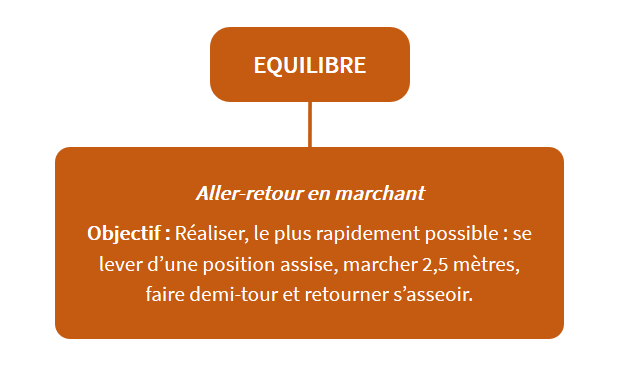 EQUILIBRE
Aller-retour en marchant
Objectif : Réaliser, le plus rapidement possible : se
lever d’une position assise, marcher 2,5 mètres,
faire demi-tour et retourner s’asseoir.